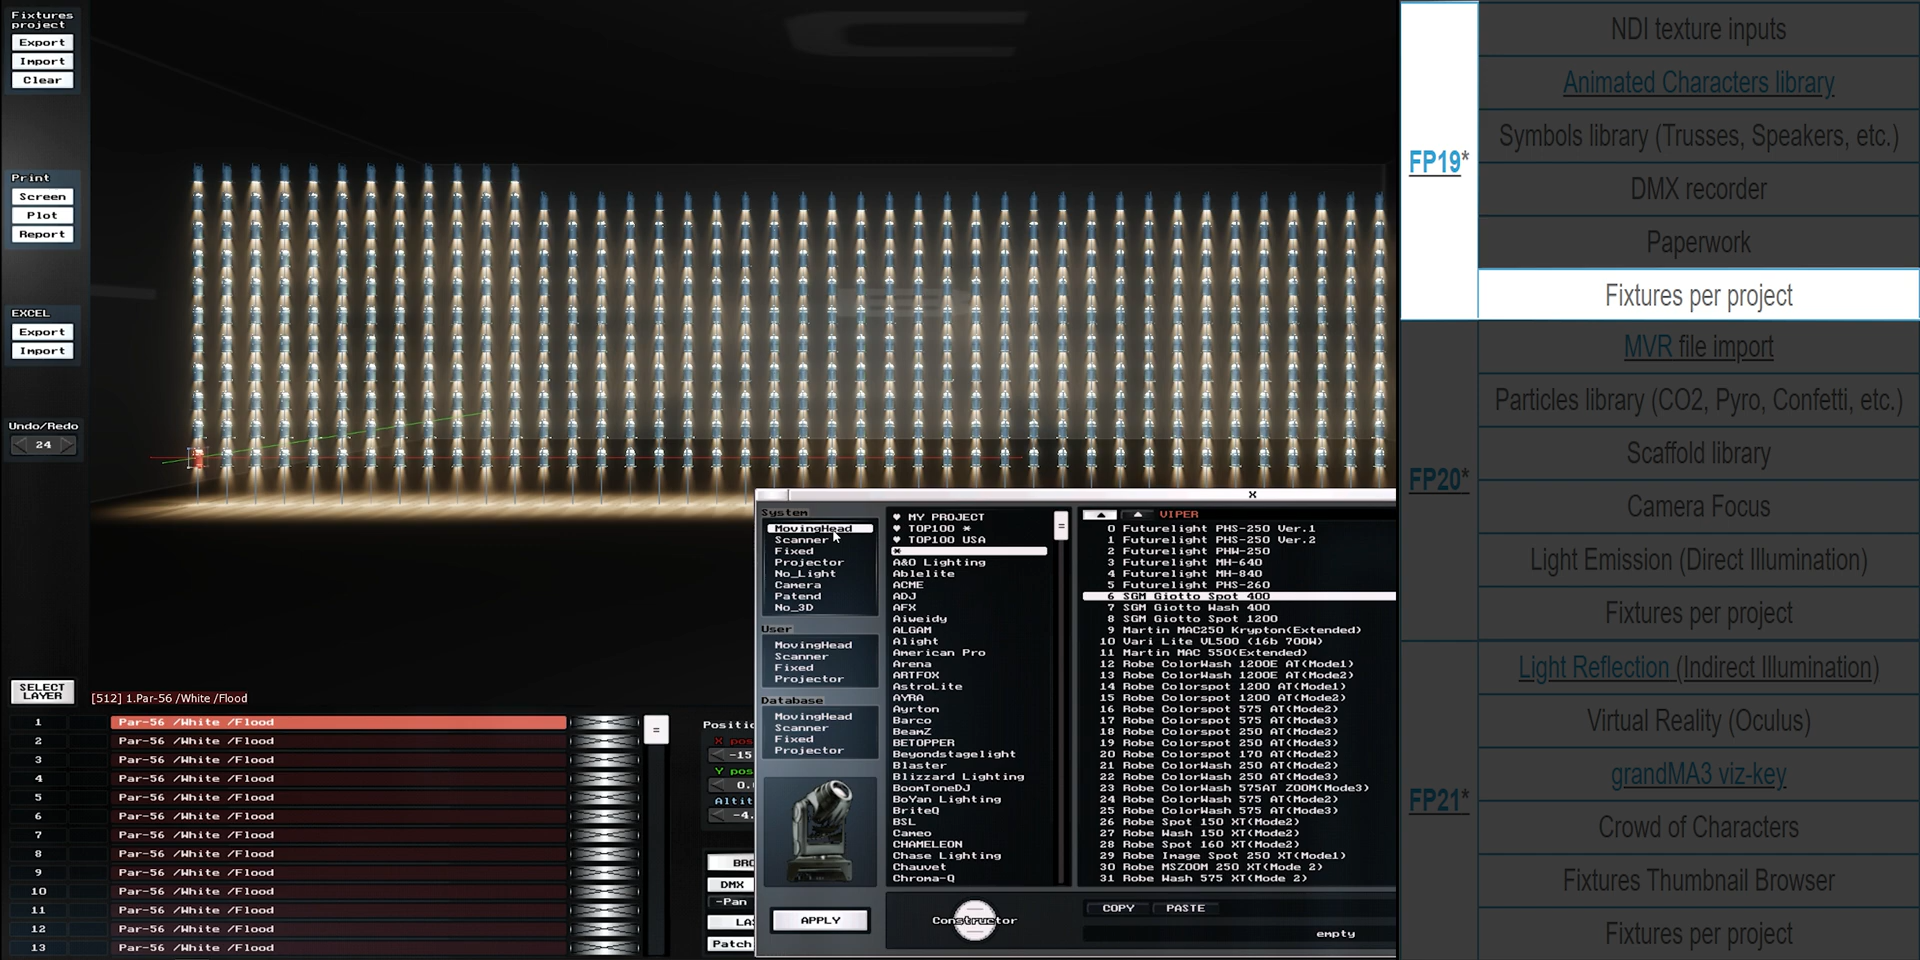 Fixtures
project
Export
Import
Clear
Print
Screen
Plot
Report
EXCEL
Export
Import
Undo/Redo
24
SELECT
LAYER
[512] 1.Par-56 /White /Flood
1 Par-56 /White /Flood
2 Par-56 /White /Flood
3 Par-56 /White /Flood
4 Par-56 /White /Flood
5 Par-56 /White /Flood
6 Par-56 /White /Flood
7 Par-56 /White /Flood
8 Par-56 /White /Flood
9 Par-56 /White /Flood
10 Par-56 /White /Flood
11 Par-56 /White /Flood
12 Par-56 /White /Flood
13 Par-56 /White /Flood
=
Positio
X pos
-15
Y pos
0.
Altit
-4.
BRO
DMX
-Pan
LA
Patch
X
System
MovingHead
Scanner
Fixed
Projector
No_Light
Camera
Patend
No_3D
User
MovingHead
Scanner
Fixed
Projector
Database
MovingHead
Scanner
Fixed
Projector
APPLY
♥ MY PROJECT
♥ TOP100 *
♥ TOP100 USA
*
A&O Lighting
Ablelite
ACME
ADJ
AFX
Aiweidy
ALGAM
Alight
American Pro
Arena
ARTFOX
AstroLite
AYRA
Ayrton
Barco
BeamZ
BETOPPER
Beyondstagelight
Blaster
Blizzard Lighting
BoomToneDJ
BoYan Lighting
BriteQ
BSL
Cameo
CHAMELEON
Chase Lighting
Chauvet
Chroma-Q
=
VIPER
0 Futurelight PHS-250 Ver.1
1 Futurelight PHS-250 Ver.2
2 Futurelight PHW-250
3 Futurelight MH-640
4 Futurelight MH-840
5 Futurelight PHS-260
6 SGM Giotto Spot 400
7 SGM Giotto Wash 400
8 SGM Giotto Spot 1200
9 Martin MAC250 Krypton(Extended)
10 Vari Lite VL500 (16b 700W)
11 Martin MAC 550(Extended)
12 Robe ColorWash 1200E AT(Mode1)
13 Robe ColorWash 1200E AT(Mode2)
14 Robe Colorspot 1200 AT(Mode1)
15 Robe Colorspot 1200 AT(Mode2)
16 Robe Colorspot 575 AT(Mode2)
17 Robe Colorspot 575 AT(Mode3)
18 Robe Colorspot 250 AT(Mode2)
19 Robe Colorspot 250 AT(Mode3)
20 Robe Colorspot 170 AT(Mode2)
21 Robe ColorWash 250 AT(Mode2)
22 Robe ColorWash 250 AT(Mode3)
23 Robe ColorWash 575AT ZOOM(Mode3)
24 Robe ColorWash 575 AT(Mode2)
25 Robe ColorWash 575 AT(Mode3)
26 Robe Spot 150 XT(Mode2)
27 Robe Wash 150 XT(Mode2)
28 Robe Spot 160 XT(Mode2)
29 Robe Image Spot 250 XT(Mode1)
30 Robe MSZOOM 250 XT(Mode 2)
31 Robe Wash 575 XT(Mode 2)
Constructor
COPY PASTE
empty
FP19*
NDI texture inputs
Animated Characters library
Symbols library (Trusses, Speakers, etc.)
DMX recorder
Paperwork
Fixtures per project
FP20*
MVR file import
Particles library (CO2, Pyro, Confetti, etc.)
Scaffold library
Camera Focus
Light Emission (Direct Illumination)
Fixtures per project
FP21*
Light Reflection (Indirect Illumination)
Virtual Reality (Oculus)
grandMA3 viz-key
Crowd of Characters
Fixtures Thumbnail Browser
Fixtures per project